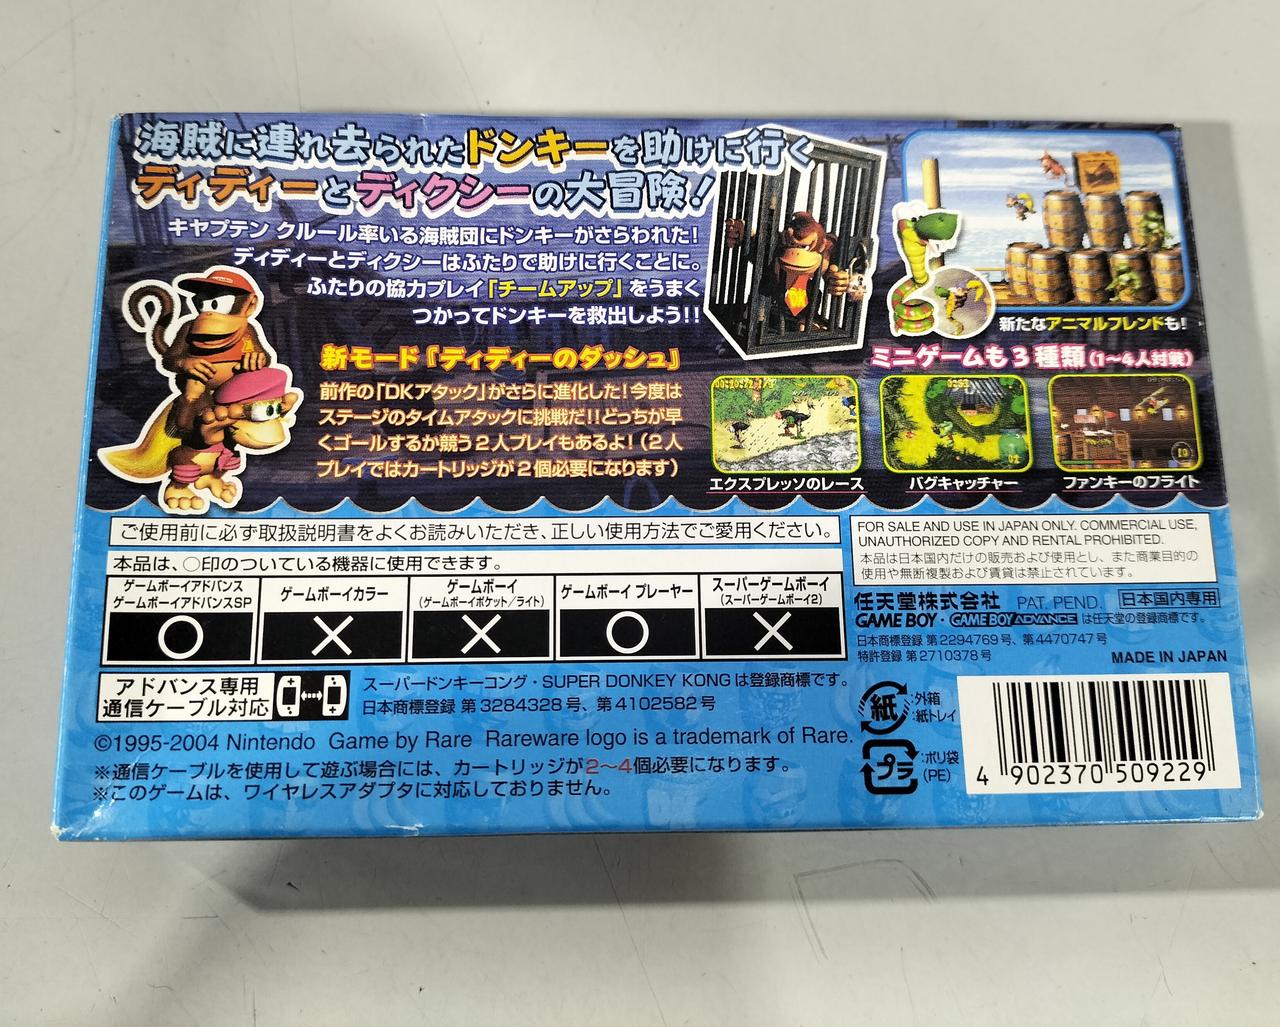 海賊に連れ去られたドンキーを助けに行く
ディディーとディクシーの大冒険!
キャプテン クルール率いる海賊団にドンキーがさらわれた!
ディディーとディクシーはふたりで助けに行くことに。
ふたりの協力プレイ「チームアップ」をうまく
つかってドンキーを救出しよう!!
DK
新たなアニマルフレンドも!
新モード『ディディーのダッシュ』
前作の「DKアタック」がさらに進化した!今度は
ステージのタイムアタックに挑戦だ!!どっちが早
くゴールするか競う2人プレイもあるよ!(2人
プレイではカートリッジが2個必要になります)
ミニゲームも3種類(1〜4人対戦)
エクスプレッソのレース
バグキャッチャー
ファンキーのフライト
ご使用前に必ず取扱説明書をよくお読みいただき、正しい使用方法でご愛用ください。
本品は、○印のついている機器に使用できます。
ゲームボーイアドバンス
ゲームボーイアドバンスSP
○
ゲームボーイカラー
×
ゲームボーイ
(ゲームボーイポケット/ライト)
×
ゲームボーイ プレーヤー
○
スーパーゲームボーイ
(スーパーゲームボーイ2)
×
アドバンス専用
通信ケーブル対応
スーパードンキーコング・SUPER DONKEY KONGは登録商標です。
日本商標登録 第3284328号、第4102582号
©1995-2004 Nintendo Game by Rare Rareware logo is a trademark of Rare.
※通信ケーブルを使用して遊ぶ場合には、カートリッジが2〜4個必要になります。
※このゲームは、ワイヤレスアダプタに対応しておりません。
FOR SALE AND USE IN JAPAN ONLY. COMMERCIAL USE,
UNAUTHORIZED COPY AND RENTAL PROHIBITED.
本品は日本国内だけの販売および使用とし、また商業目的の
使用や無断複製および賃貸は禁止されています。
任天堂株式会社 PAT. PEND. 日本国内専用
GAME BOY・GAME BOY ADVANCE は任天堂の登録商標です。
日本商標登録 第2294769号、第4470747号
特許登録 第2710378号
MADE IN JAPAN
紙
:外箱
:紙トレイ
プラ
:ポリ袋
(PE)
4 902370 509229